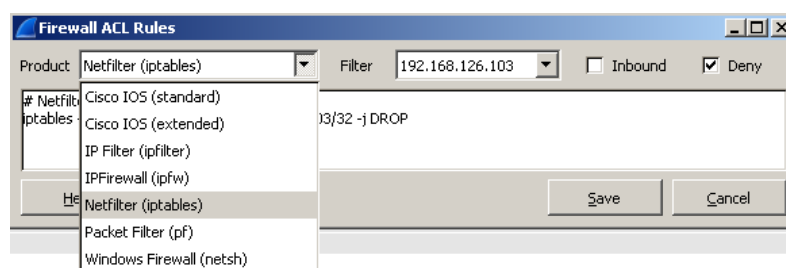 Firewall ACL Rules
Product Netfilter (iptables) Filter 192.168.126.103 Inbound Deny
# Netfilt
iptables
3/32 -j DROP
Cisco IOS (standard)
Cisco IOS (extended)
IP Filter (ipfilter)
IPFirewall (ipfw)
Netfilter (iptables)
Packet Filter (pf)
Windows Firewall (netsh)
He
Save Cancel